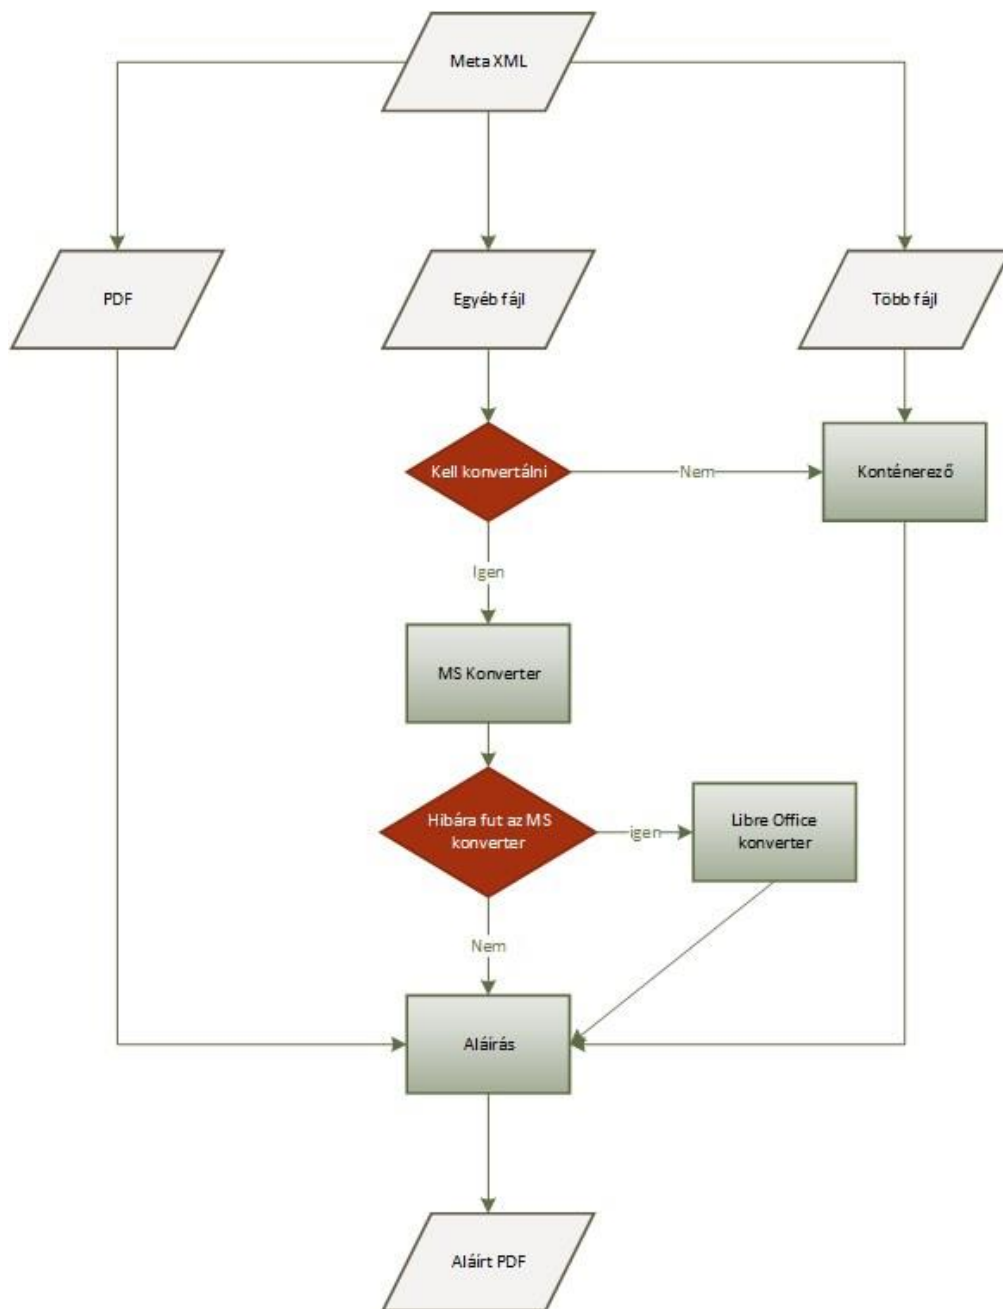 Meta XML
PDF
Egyéb fájl
Több fájl
Kell konvertálni
Nem
Konténerező
Igen
MS Konverter
Hibára fut az MS
konverter
igen
Libre Office
konverter
Nem
Aláírás
Aláírt PDF